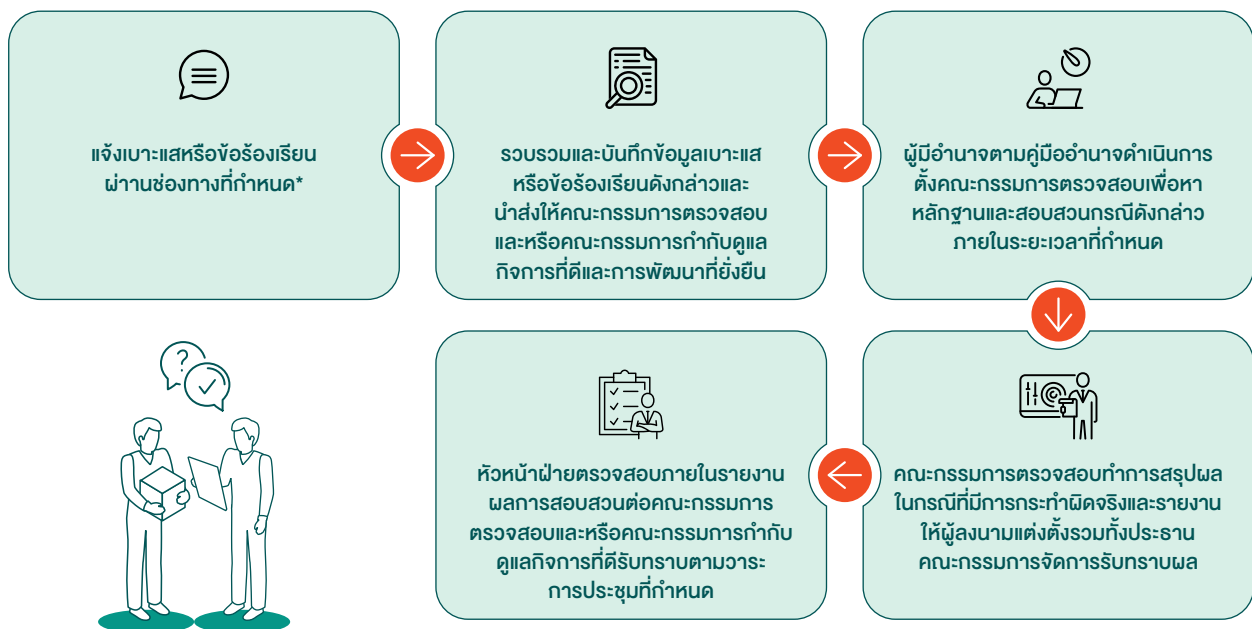 แจ้งเบาะแสหรือข้อร้องเรียน
ผ่าานช่องทางที่กำหนด*
รวบรวมและบันทึกข้อมูลเบาะแส
หรือข้อร้องเรียนดังกล่าวและ
นำส่งให้คณะกรรมการตรวจสอบ
และหรือคณะกรรมการกำกับดูแล
กิจการที่ดีและการพัฒนาที่ยั่งยืน
ผู้มีอำนาจตามคู่มืออำนาจดำเนินการ
ตั้งคณะกรรมการตรวจสอบเพื่อหา
หลักฐานและสอบสวนกรณีดังกล่าว
ภายในระยะเวลาที่กำหนด
คณะกรรมการตรวจสอบทำการสรุปผล
ในกรณีที่มีการกระทำผิดจริงและรายงาน
ให้ผู้ลงนามแต่งตั้งรวมทั้งประธาน
คณะกรรมการจัดการรับทราบผล
หัวหน้าฝ่ายตรวจสอบภายในรายงาน
ผลการสอบสวนต่อคณะกรรมการ
ตรวจสอบและหรือคณะกรรมการกำกับ
ดูแลกิจการที่ดีรับทราบตามวาระ
การประชุมที่กำหนด